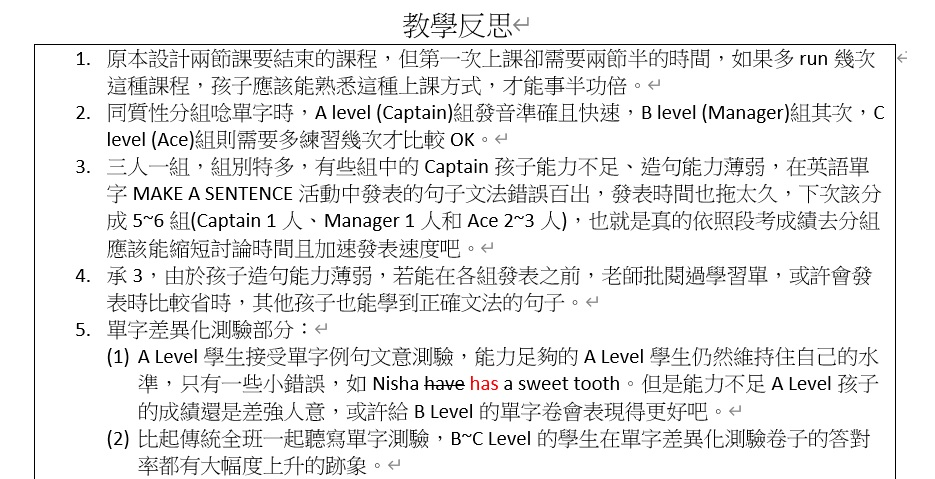 教學反思
1. 原本設計兩節課要結束的課程，但第一次上課卻需要兩節半的時間，如果多 run 幾次
這種課程，孩子應該能熟悉這種上課方式，才能事半功倍。
2. 同質性分組唸單字時，A level (Captain)組發音準確且快速，B level (Manager)組其次，C
level (Ace)組則需要多練習幾次才比較 OK。
3. 三人一組，組別特多，有些組中的 Captain 孩子能力不足、造句能力薄弱，在英語單
字 MAKE A SENTENCE 活動中發表的句子文法錯誤百出，發表時間也拖太久，下次該分
成 5~6 組(Captain 1 人、Manager 1 人和 Ace 2~3 人)，也就是真的依照段考成績去分組
應該能縮短討論時間且加速發表速度吧。
4. 承 3，由於孩子造句能力薄弱，若能在各組發表之前，老師批閱過學習單，或許會發
表時比較省時，其他孩子也能學到正確文法的句子。
5. 單字差異化測驗部分：
(1) A Level 學生接受單字例句文意測驗，能力足夠的 A Level 學生仍然維持住自己的水
準，只有一些小錯誤，如 Nisha have has a sweet tooth。但是能力不足 A Level 孩子
的成績還是差強人意，或許給 B Level 的單字卷會表現得更好吧。
(2) 比起傳統全班一起聽寫單字測驗，B~C Level 的學生在單字差異化測驗卷子的答對
率都有大幅度上升的跡象。